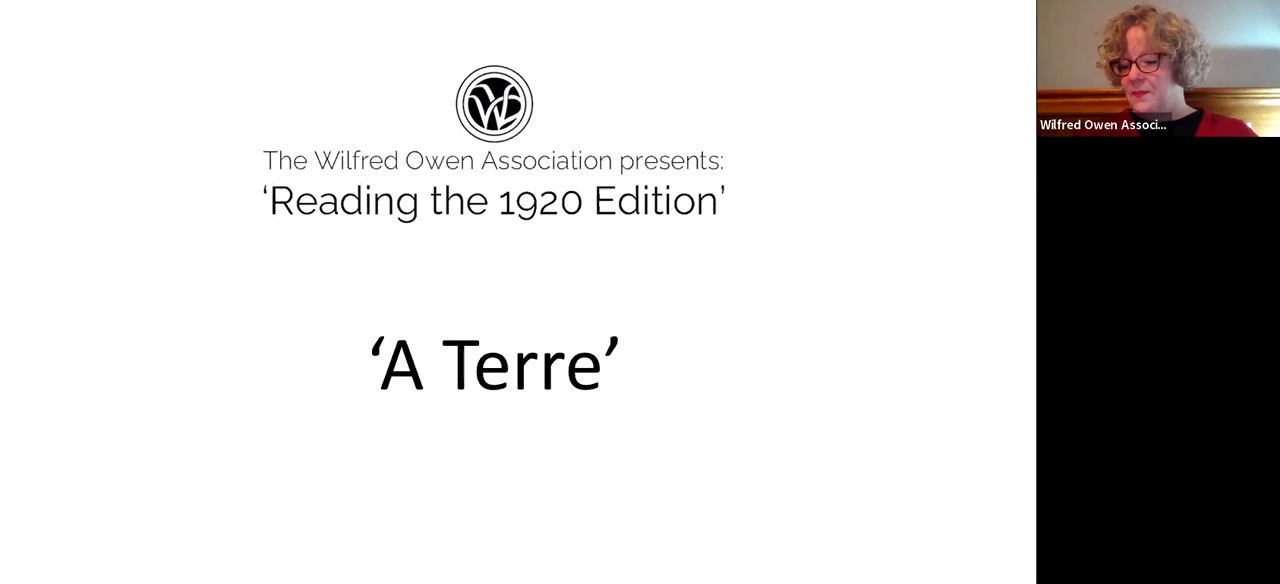 The Wilfred Owen Association presents:
‘Reading the 1920 Edition’
‘A Terre’
Wilfred Owen Associ...